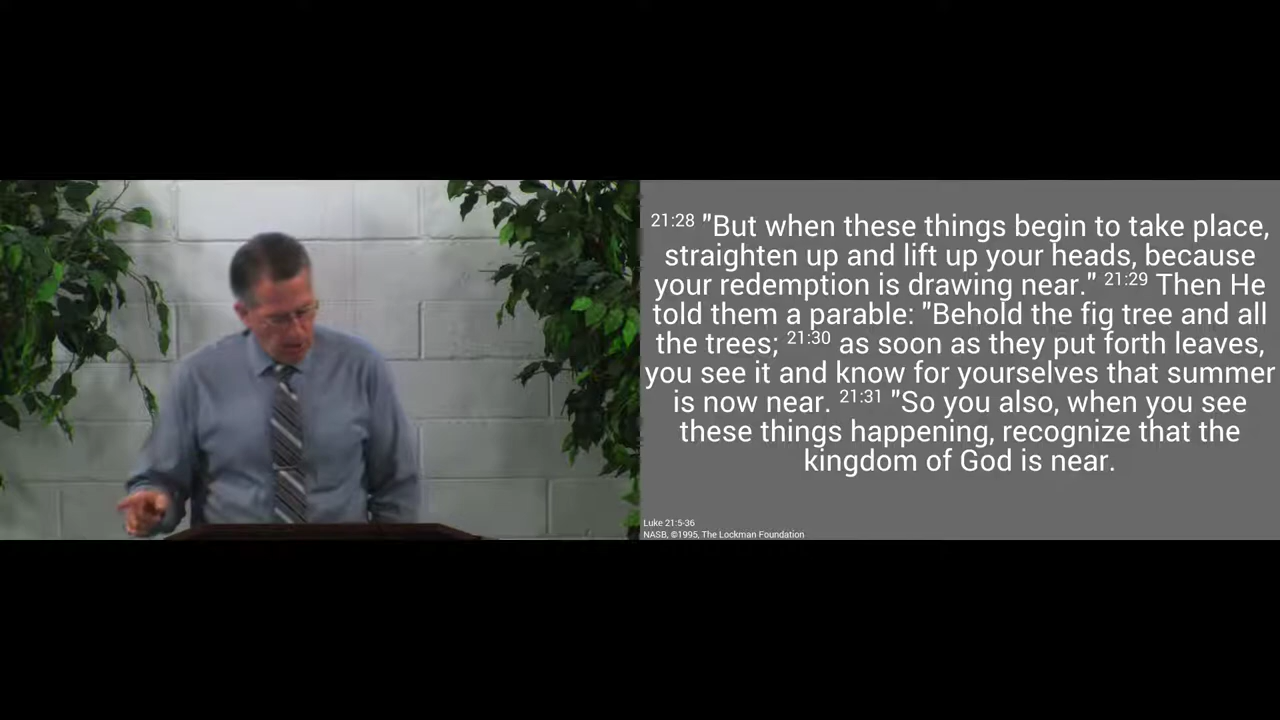 21:28 "But when these things begin to take place,
straighten up and lift up your heads, because
your redemption is drawing near." 21:29 Then He
told them a parable: "Behold the fig tree and all
the trees; 21:30 as soon as they put forth leaves,
you see it and know for yourselves that summer
is now near. 21:31 "So you also, when you see
these things happening, recognize that the
kingdom of God is near.
Luke 21:5-36
NASB, ©1995, The Lockman Foundation